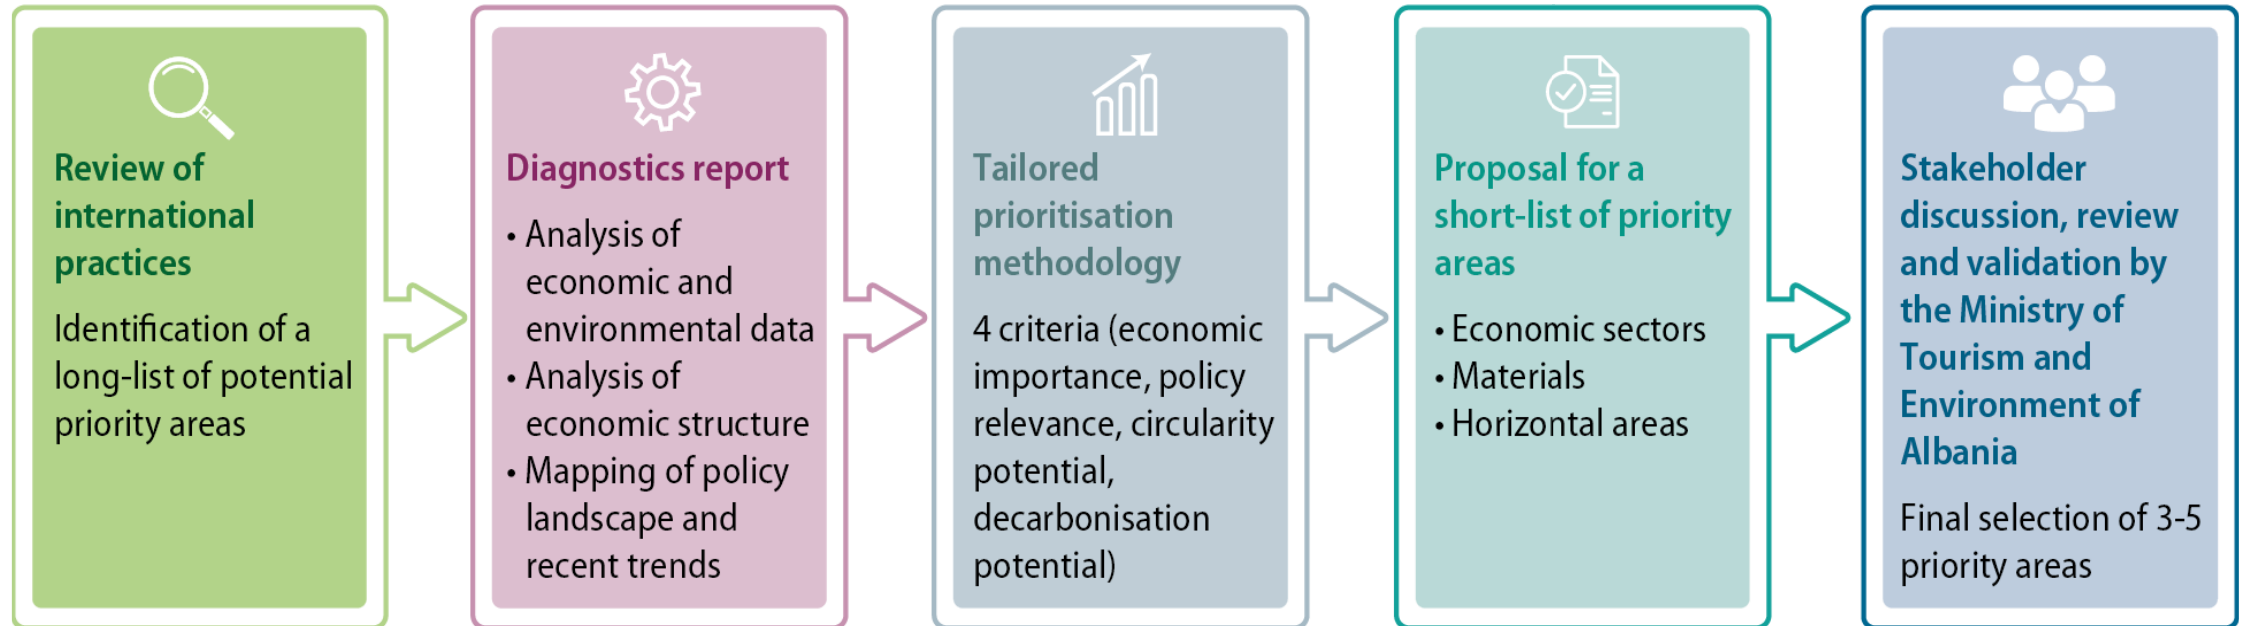 Review of
international
practices
Identification of a
long-list of potential
priority areas
Diagnostics report
• Analysis of
economic and
environmental data
• Analysis of
economic structure
• Mapping of policy
landscape and
recent trends
Tailored
prioritisation
methodology
4 criteria (economic
importance, policy
relevance, circularity
potential,
decarbonisation
potential)
Proposal for a
short-list of priority
areas
• Economic sectors
• Materials
• Horizontal areas
Stakeholder
discussion, review
and validation by
the Ministry of
Tourism and
Environment of
Albania
Final selection of 3-5
priority areas